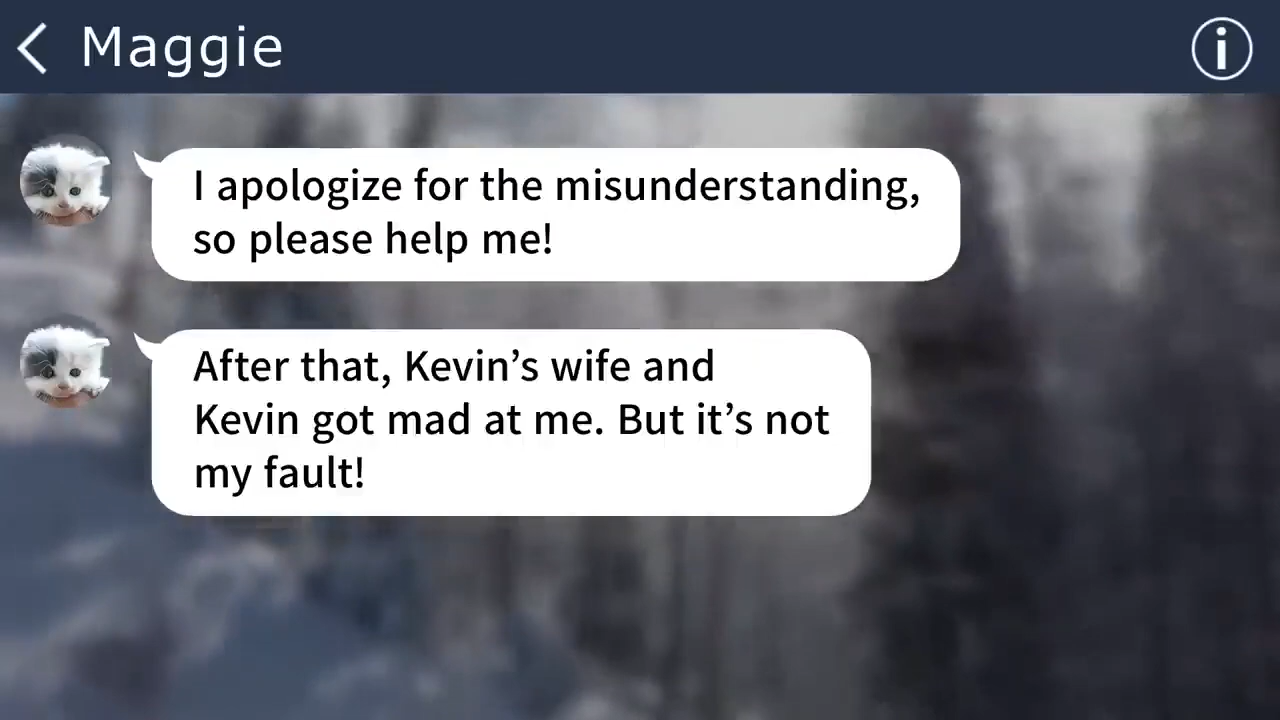 Maggie
I apologize for the misunderstanding,
so please help me!
After that, Kevin’s wife and
Kevin got mad at me. But it’s not
my fault!